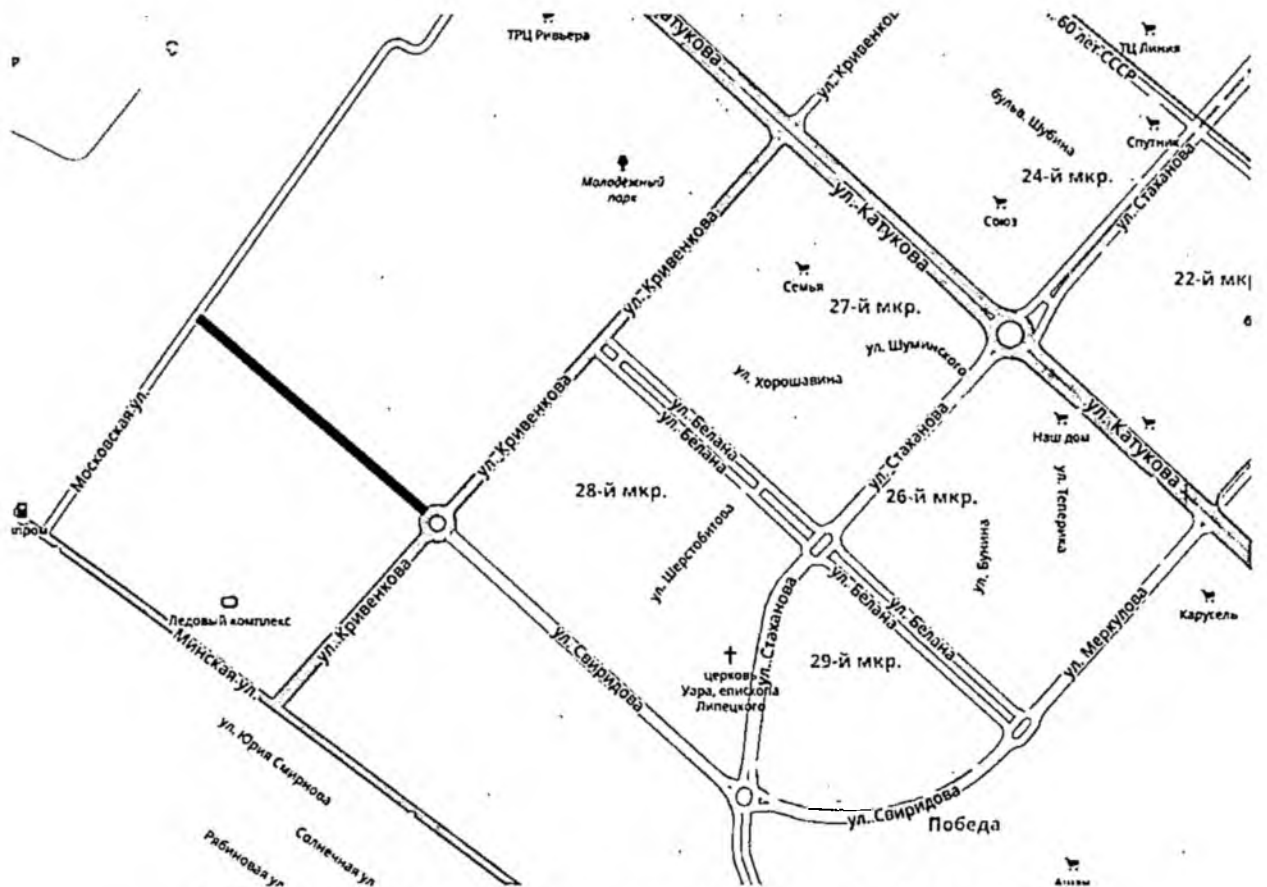 ТРЦ Ривьера
ул. Кривенко
60 лет СССР
ТЦ Линия
Р
бульв. Шубина
Спутник
Молодёжный
парк
24-й мкр.
ул. Стаханова
Союз
ул. Катукова
ул. Кривенкова
Семья
22-й мк
27-й мкр.
ул. Шуминского
ул. Хорошавина
Московская ул.
ул. Кривенкова
ул. Белана
ул. Белана
ул. Стаханова
Наш дом
ул. Катукова
28-й мкр.
26-й мкр.
ул. Теперика
ул. Шерстобитова
ул. Бунина
пром
Ледовый комплекс
ул. Кривенкова
Минская ул.
ул. Белана
ул. Белана
ул. Меркулова
Карусель
ул. Свиридова
ул. Стаханова
29-й мкр.
церковь
Уара, епископа
Липецкого
ул. Юрия Смирнова
ул. Свиридова
Победа
Солнечная ул
Рябиновая ул